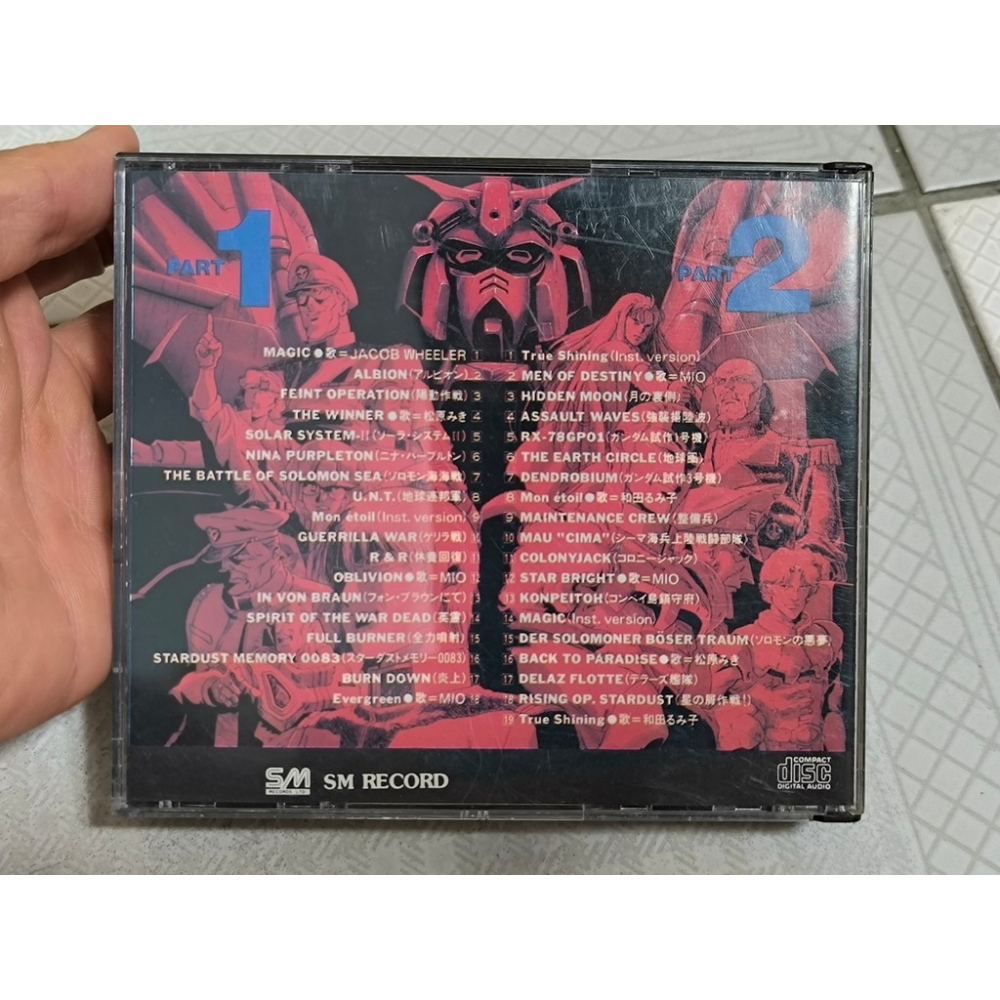 PART 1
MAGIC●歌=JACOB WHEELER 1
ALBION(アルビオン) 2
FEINT OPERATION(陽動作戦) 3
THE WINNER●歌=松原みき 4
SOLAR SYSTEM-II(ソーラ・システムII) 5
NINA PURPLETON(ニナ・パープルトン) 6
THE BATTLE OF SOLOMON SEA(ソロモン海海戦) 7
U.N.T.(地球連邦軍) 8
Mon étoil(Inst. version) 9
GUERRILLA WAR(ゲリラ戦) 10
R & R(休養回復) 11
OBLIVION●歌=MIO 12
IN VON BRAUN(フォン・ブラウンにて) 13
SPIRIT OF THE WAR DEAD(英霊) 14
FULL BURNER(全力噴射) 15
STARDUST MEMORY 0083(スターダストメモリー0083) 16
BURN DOWN(炎上) 17
Evergreen●歌=MIO 18
PART 2
1 True Shining(Inst. version)
2 MEN OF DESTINY●歌=MIO
3 HIDDEN MOON(月の裏側)
4 ASSAULT WAVES(強襲揚陸波)
5 RX-78GP01(ガンダム試作1号機)
6 THE EARTH CIRCLE(地球圏)
7 DENDROBIUM(ガンダム試作3号機)
8 Mon étoil●歌=和田るみ子
9 MAINTENANCE CREW(整備兵)
10 MAU "CIMA"(シーマ海兵上陸戦闘部隊)
11 COLONYJACK(コロニージャック)
12 STAR BRIGHT●歌=MIO
13 KONPEITOH(コンペイ島鎮守府)
14 MAGIC(Inst. version)
15 DER SOLOMONER BÖSER TRAUM(ソロモンの悪夢)
16 BACK TO PARADISE●歌=松原みき
17 DELAZ FLOTTE(デラーズ艦隊)
18 RISING OP. STARDUST(星の屑作戦!)
19 True Shining●歌=和田るみ子
SM
RECORDS LTD
SM RECORD
COMPACT
disc
DIGITAL AUDIO